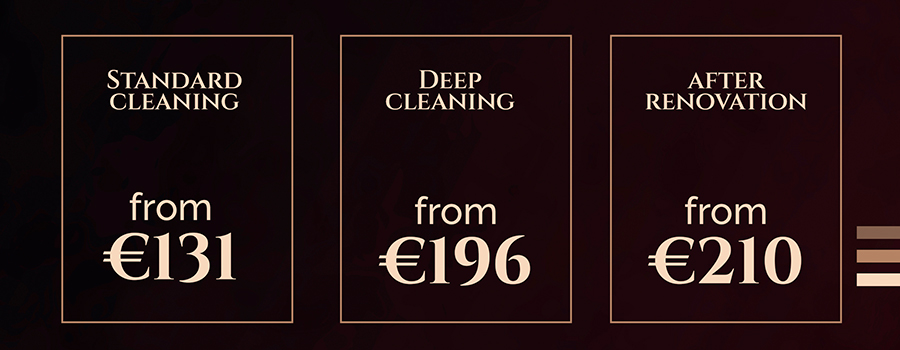 STANDARD
CLEANING
from
€131
DEEP
CLEANING
from
€196
AFTER
RENOVATION
from
€210